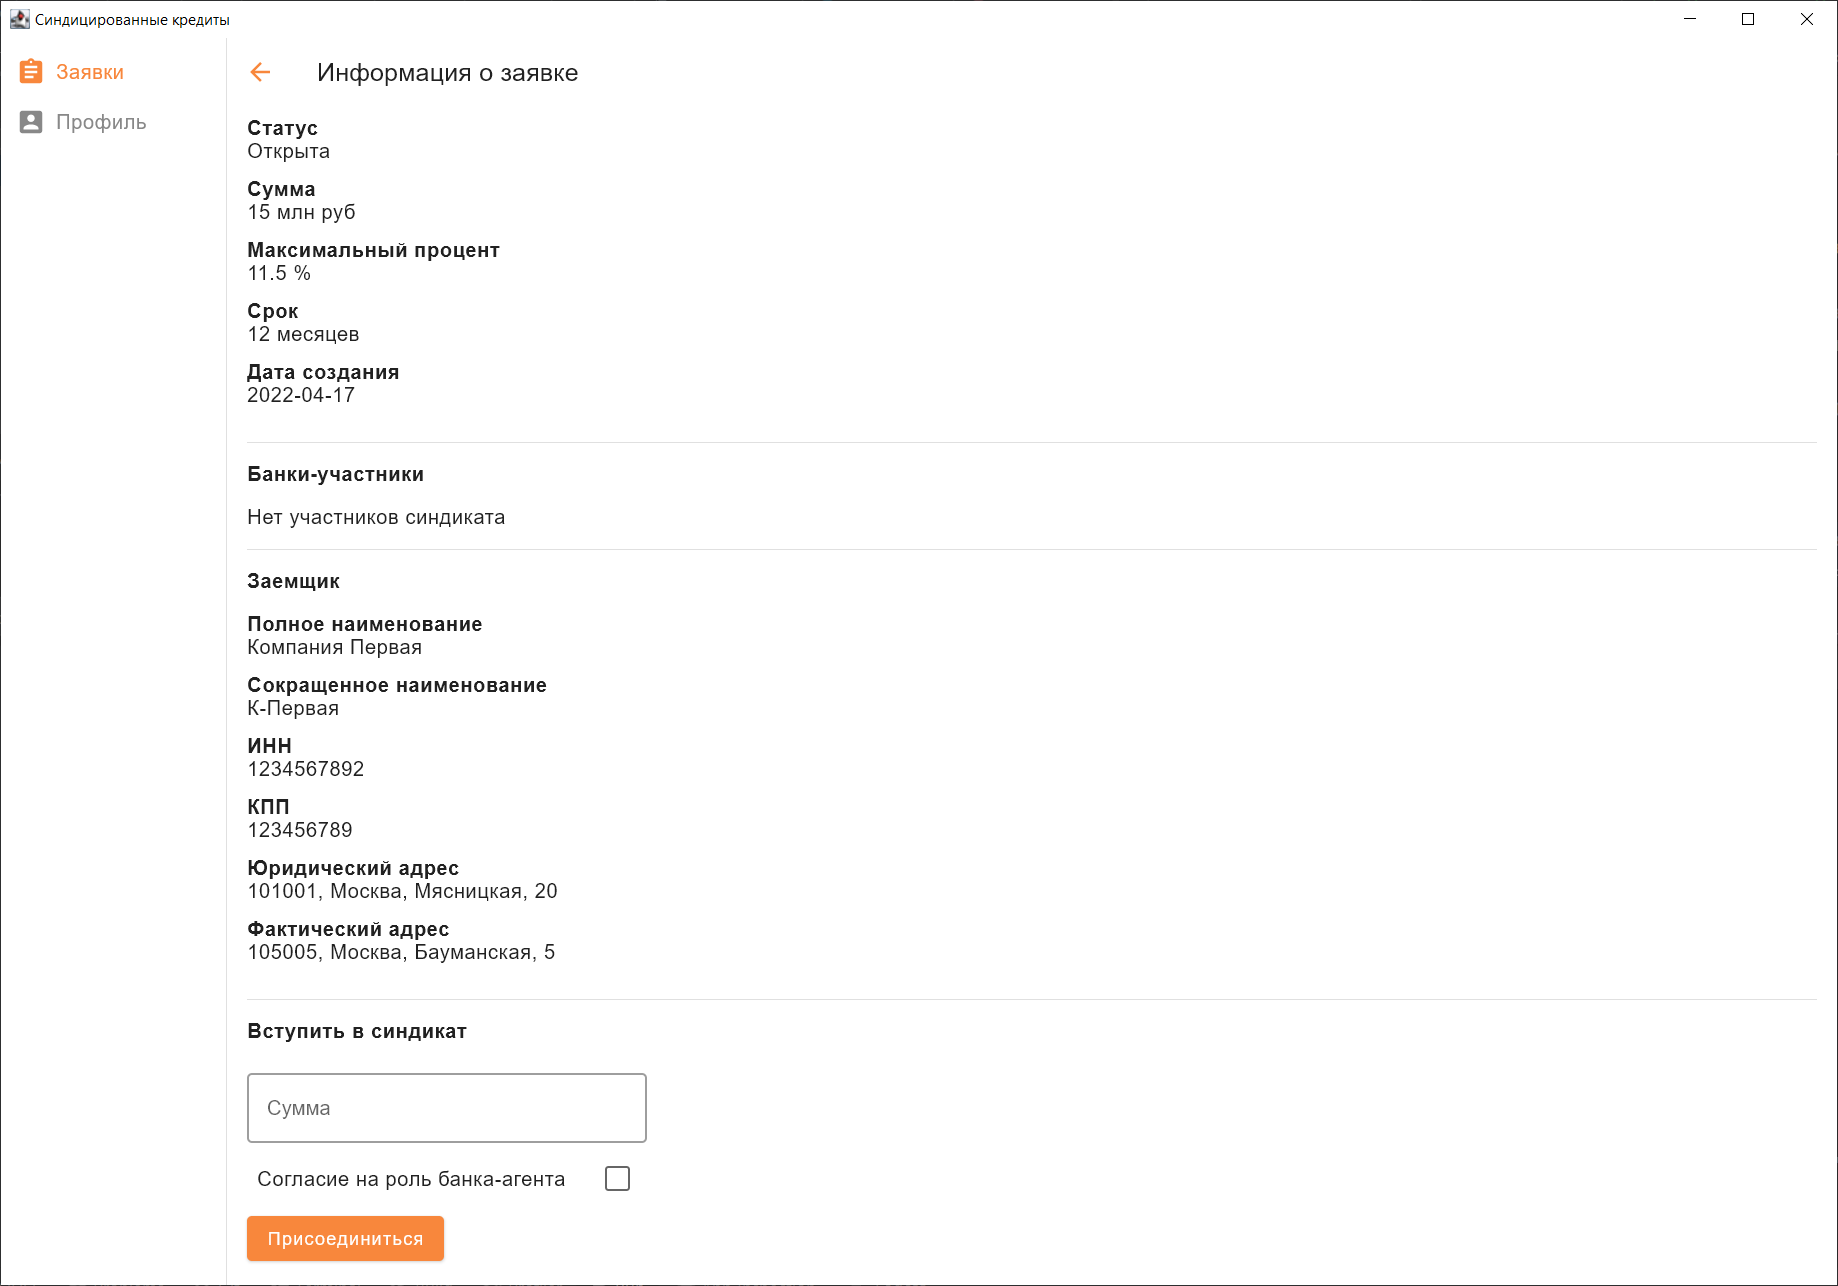 Синдицированные кредиты
Заявки
Профиль
Информация о заявке
Статус
Открыта
Сумма
15 млн руб
Максимальный процент
11.5 %
Срок
12 месяцев
Дата создания
2022-04-17
Банки-участники
Нет участников синдиката
Заемщик
Полное наименование
Компания Первая
Сокращенное наименование
К-Первая
ИНН
1234567892
КПП
123456789
Юридический адрес
101001, Москва, Мясницкая, 20
Фактический адрес
105005, Москва, Бауманская, 5
Вступить в синдикат
Сумма
Согласие на роль банка-агента
Присоединиться